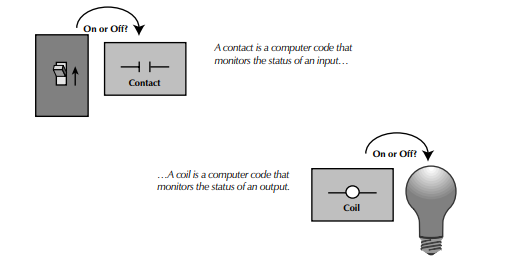 On or Off?
A contact is a computer code that
monitors the status of an input…
Contact
On or Off?
…A coil is a computer code that
monitors the status of an output.
Coil